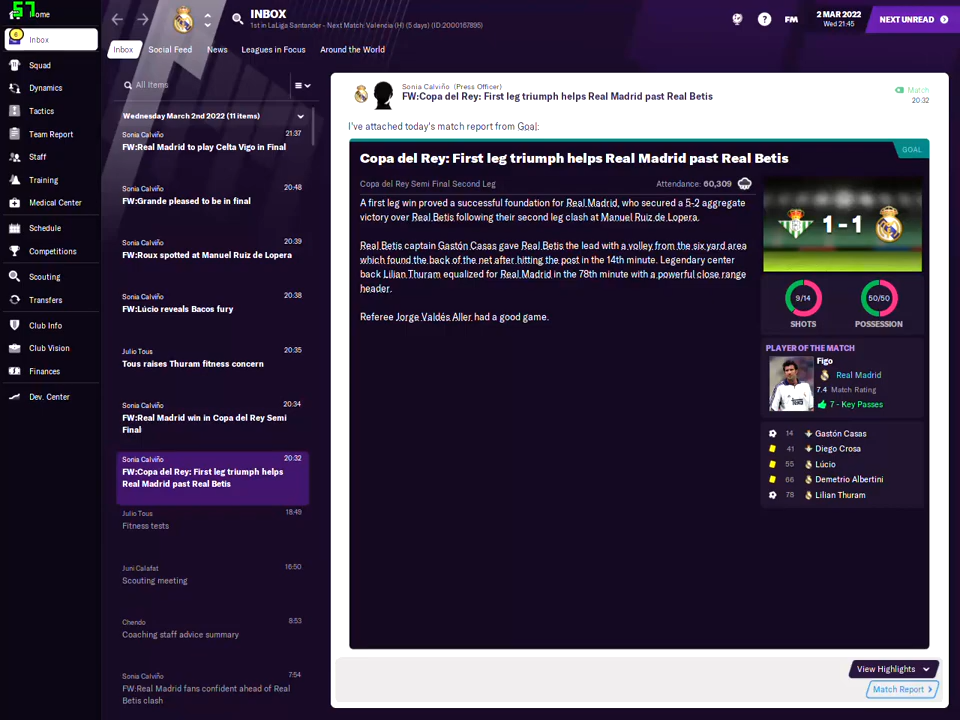 57
Home
6
Inbox
Squad
Dynamics
Tactics
Team Report
Staff
Training
Medical Center
Schedule
Competitions
Scouting
Transfers
Club Info
Club Vision
Finances
Dev. Center
INBOX
1st in LaLiga Santander - Next Match: Valencia (H) (5 days) (ID:2000167895)
FM
2 MAR 2022
Wed 21:45
NEXT UNREAD
Inbox
Social Feed
News
Leagues in Focus
Around the World
All Items
Wednesday March 2nd 2022 (11 items)
Sonia Calviño 21:37
FW:Real Madrid to play Celta Vigo in Final
Sonia Calviño 20:48
FW:Grande pleased to be in final
Sonia Calviño 20:39
FW:Roux spotted at Manuel Ruiz de Lopera
Sonia Calviño 20:38
FW:Lúcio reveals Bacos fury
Julio Tous 20:35
Tous raises Thuram fitness concern
Sonia Calviño 20:34
FW:Real Madrid win in Copa del Rey Semi
Final
Sonia Calviño 20:32
FW:Copa del Rey: First leg triumph helps
Real Madrid past Real Betis
Julio Tous 18:49
Fitness tests
Juni Calafat 16:50
Scouting meeting
Chendo 8:53
Coaching staff advice summary
Sonia Calviño 7:54
FW:Real Madrid fans confident ahead of Real
Betis clash
Sonia Calviño (Press Officer)
FW:Copa del Rey: First leg triumph helps Real Madrid past Real Betis
Match
20:32
I've attached today's match report from Goal:
GOAL
Copa del Rey: First leg triumph helps Real Madrid past Real Betis
Copa del Rey Semi Final Second Leg
Attendance: 60,309
A first leg win proved a successful foundation for Real Madrid, who secured a 5-2 aggregate
victory over Real Betis following their second leg clash at Manuel Ruiz de Lopera.
Real Betis captain Gastón Casas gave Real Betis the lead with a volley from the six yard area
which found the back of the net after hitting the post in the 14th minute. Legendary center
back Lilian Thuram equalized for Real Madrid in the 78th minute with a powerful close range
header.
Referee Jorge Valdés Aller had a good game.
1-1
9/14
50/50
SHOTS
POSSESSION
PLAYER OF THE MATCH
Figo
Real Madrid
7.4 Match Rating
7 - Key Passes
14 Gastón Casas
41 Diego Crosa
55 Lúcio
66 Demetrio Albertini
78 Lilian Thuram
View Highlights
Match Report